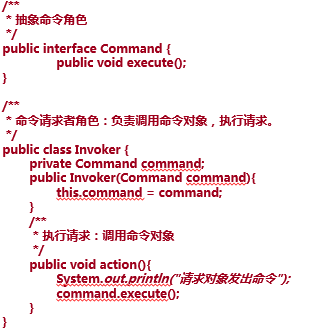 /**
 * 抽象命令角色
 */
public interface Command {
        public void execute();
}
/**
 * 命令请求者角色：负责调用命令对象，执行请求。
 */
public class Invoker {
    private Command command;
    public Invoker(Command command){
        this.command = command;
    }
    /**
     * 执行请求：调用命令对象
     */
    public void action(){
        System.out.println("请求对象发出命令");
        command.execute();
    }
}